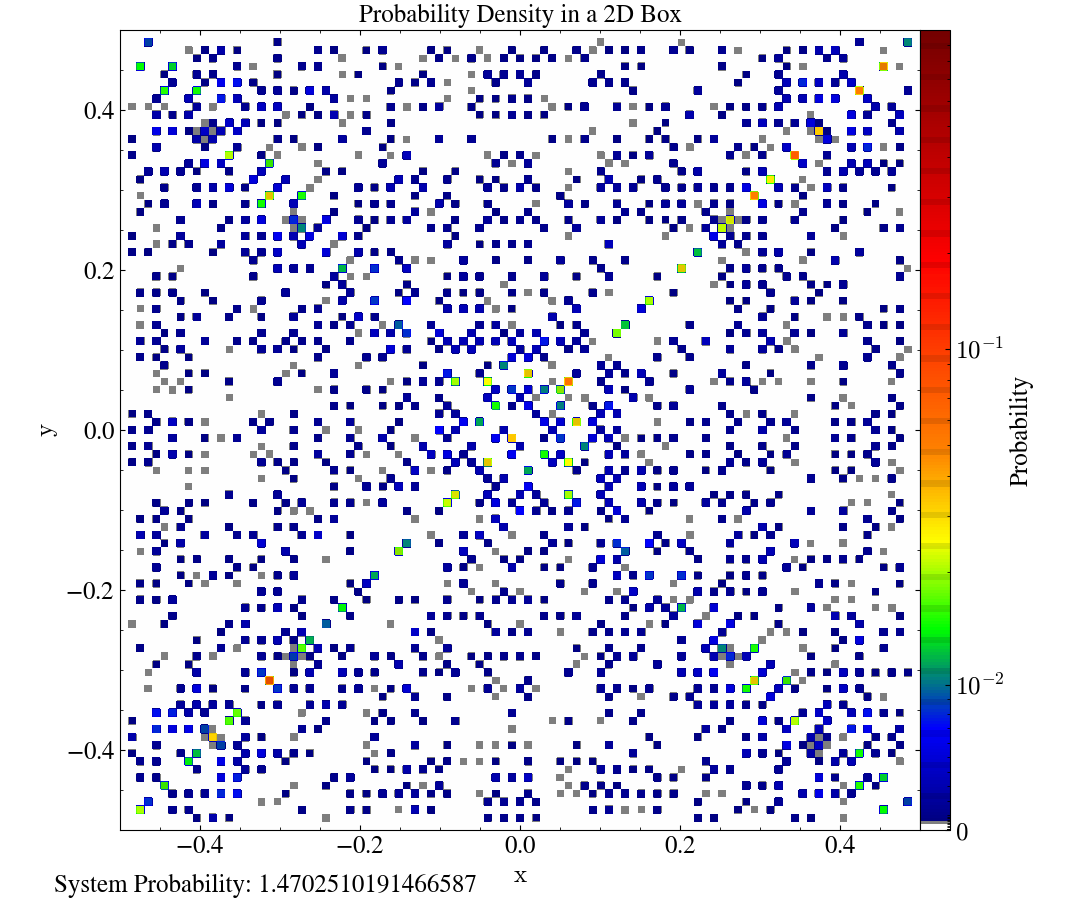 Probability Density in a 2D Box
0.4
0.2
0.0
−0.2
−0.4
y
−0.4 −0.2 0.0 0.2 0.4
x
10⁻¹
10⁻²
0
Probability
System Probability: 1.4702510191466587